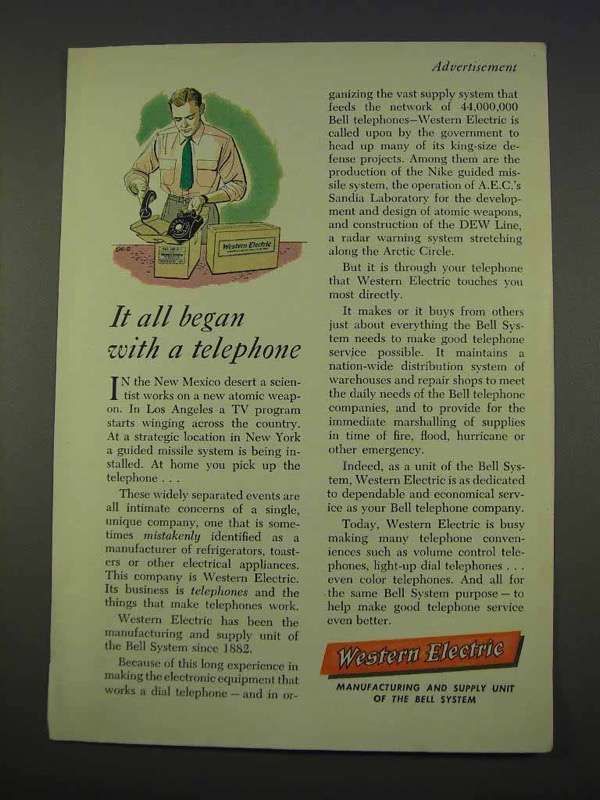 Advertisement
Western Electric
It all began
with a telephone
IN the New Mexico desert a scien-
tist works on a new atomic weap-
on. In Los Angeles a TV program
starts winging across the country.
At a strategic location in New York
a guided missile system is being in-
stalled. At home you pick up the
telephone . . .
These widely separated events are
all intimate concerns of a single,
unique company, one that is some-
times mistakenly identified as a
manufacturer of refrigerators, toast-
ers or other electrical appliances.
This company is Western Electric.
Its business is telephones and the
things that make telephones work.
Western Electric has been the
manufacturing and supply unit of
the Bell System since 1882.
Because of this long experience in
making the electronic equipment that
works a dial telephone — and in or-
ganizing the vast supply system that
feeds the network of 44,000,000
Bell telephones—Western Electric is
called upon by the government to
head up many of its king-size de-
fense projects. Among them are the
production of the Nike guided mis-
sile system, the operation of A.E.C.'s
Sandia Laboratory for the develop-
ment and design of atomic weapons,
and construction of the DEW Line,
a radar warning system stretching
along the Arctic Circle.
But it is through your telephone
that Western Electric touches you
most directly.
It makes or it buys from others
just about everything the Bell Sys-
tem needs to make good telephone
service possible. It maintains a
nation-wide distribution system of
warehouses and repair shops to meet
the daily needs of the Bell telephone
companies, and to provide for the
immediate marshalling of supplies
in time of fire, flood, hurricane or
other emergency.
Indeed, as a unit of the Bell Sys-
tem, Western Electric is as dedicated
to dependable and economical serv-
ice as your Bell telephone company.
Today, Western Electric is busy
making many telephone conven-
iences such as volume control tele-
phones, light-up dial telephones . . .
even color telephones. And all for
the same Bell System purpose — to
help make good telephone service
even better.
Western Electric
MANUFACTURING AND SUPPLY UNIT
OF THE BELL SYSTEM